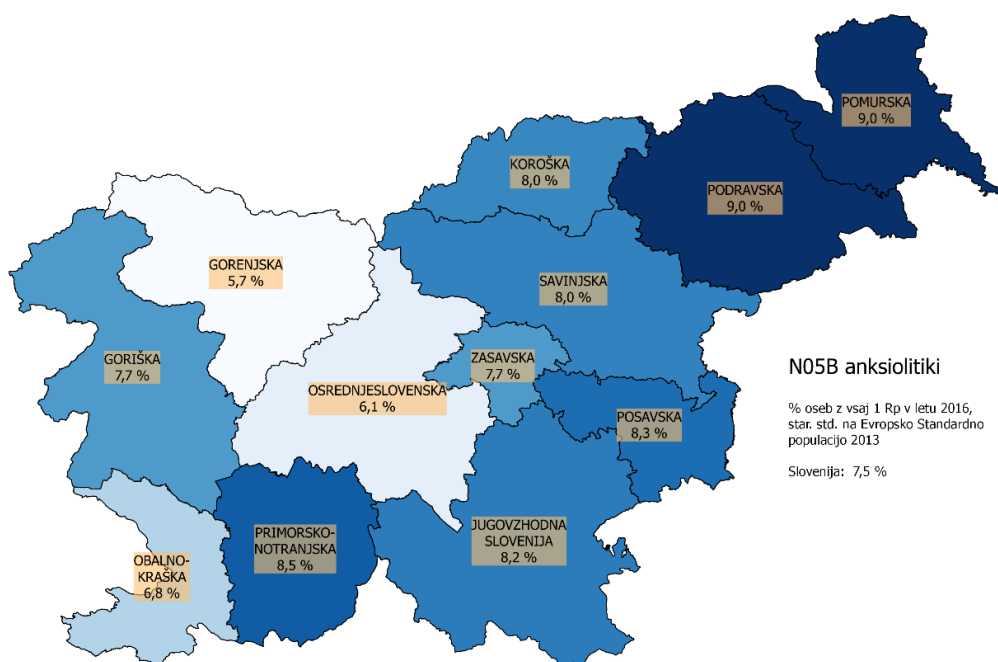 POMURSKA
9,0 %
KOROŠKA
8,0 %
PODRAVSKA
9,0 %
GORENJSKA
5,7 %
SAVINJSKA
8,0 %
GORIŠKA
7,7 %
ZASAVSKA
7,7 %
OSREDNJESLOVENSKA
6,1 %
POSAVSKA
8,3 %
PRIMORSKO-
NOTRANJSKA
8,5 %
JUGOVZHODNA
SLOVENIJA
8,2 %
OBALNO-
KRAŠKA
6,8 %
N05B anksiolitiki
% oseb z vsaj 1 Rp v letu 2016,
star. std. na Evropsko Standardno
populacijo 2013
Slovenija: 7,5 %